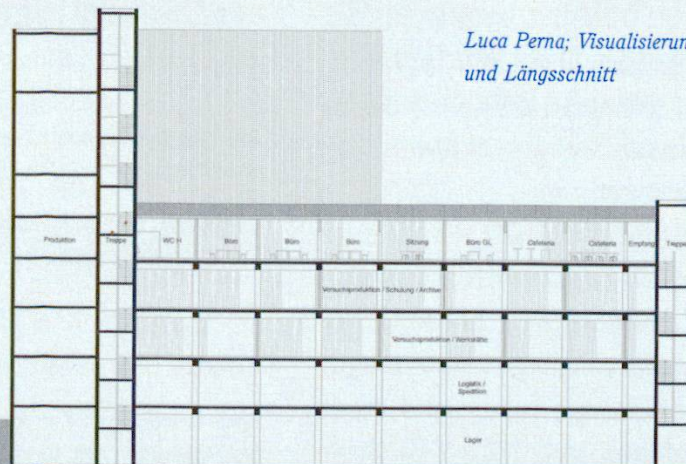 Luca Perna; Visualisierun
und Längsschnitt
Produktion Treppe WC H Büro Büro Büro Sitzung Büro GL Cafeteria Cafeteria Empfang Treppe
Versuchsproduktion / Schulung / Archive
Versuchsproduktion / Werkstätte
Logistik /
Spedition
Lager